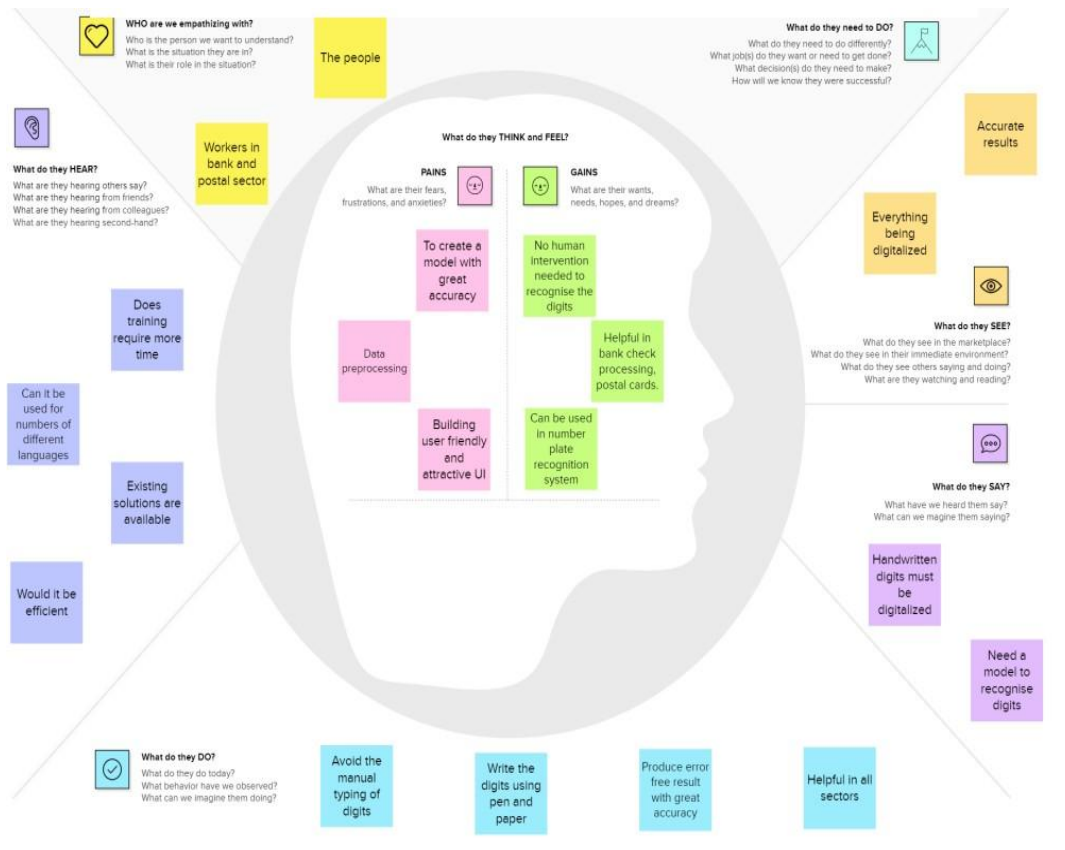 WHO are we empathizing with?
Who is the person we want to understand?
What is the situation they are in?
What is their role in the situation?
The people
Workers in
bank and
postal sector
What do they need to DO?
What do they need to do differently?
What job(s) do they want or need to get done?
What decision(s) do they need to make?
How will we know they were successful?
Accurate
results
Everything
being
digitalized
What do they HEAR?
What are they hearing others say?
What are they hearing from friends?
What are they hearing from colleagues?
What are they hearing second-hand?
Does
training
require more
time
Can it be
used for
numbers of
different
languages
Existing
solutions are
available
Would it be
efficient
What do they THINK and FEEL?
PAINS
What are their fears,
frustrations, and anxieties?
To create a
model with
great
accuracy
Data
preprocessing
Building
user friendly
and
attractive UI
GAINS
What are their wants,
needs, hopes, and dreams?
No human
intervention
needed to
recognise the
digits
Helpful in
bank check
processing,
postal cards.
Can be used
in number
plate
recognition
system
What do they SEE?
What do they see in the marketplace?
What do they see in their immediate environment?
What do they see others saying and doing?
What are they watching and reading?
What do they SAY?
What have we heard them say?
What can we magine them saying?
Handwritten
digits must
be
digitalized
Need a
model to
recognise
digits
What do they DO?
What do they do today?
What behavior have we observed?
What can we imagine them doing?
Avoid the
manual
typing of
digits
Write the
digits using
pen and
paper
Produce error
free result
with great
accuracy
Helpful in all
sectors